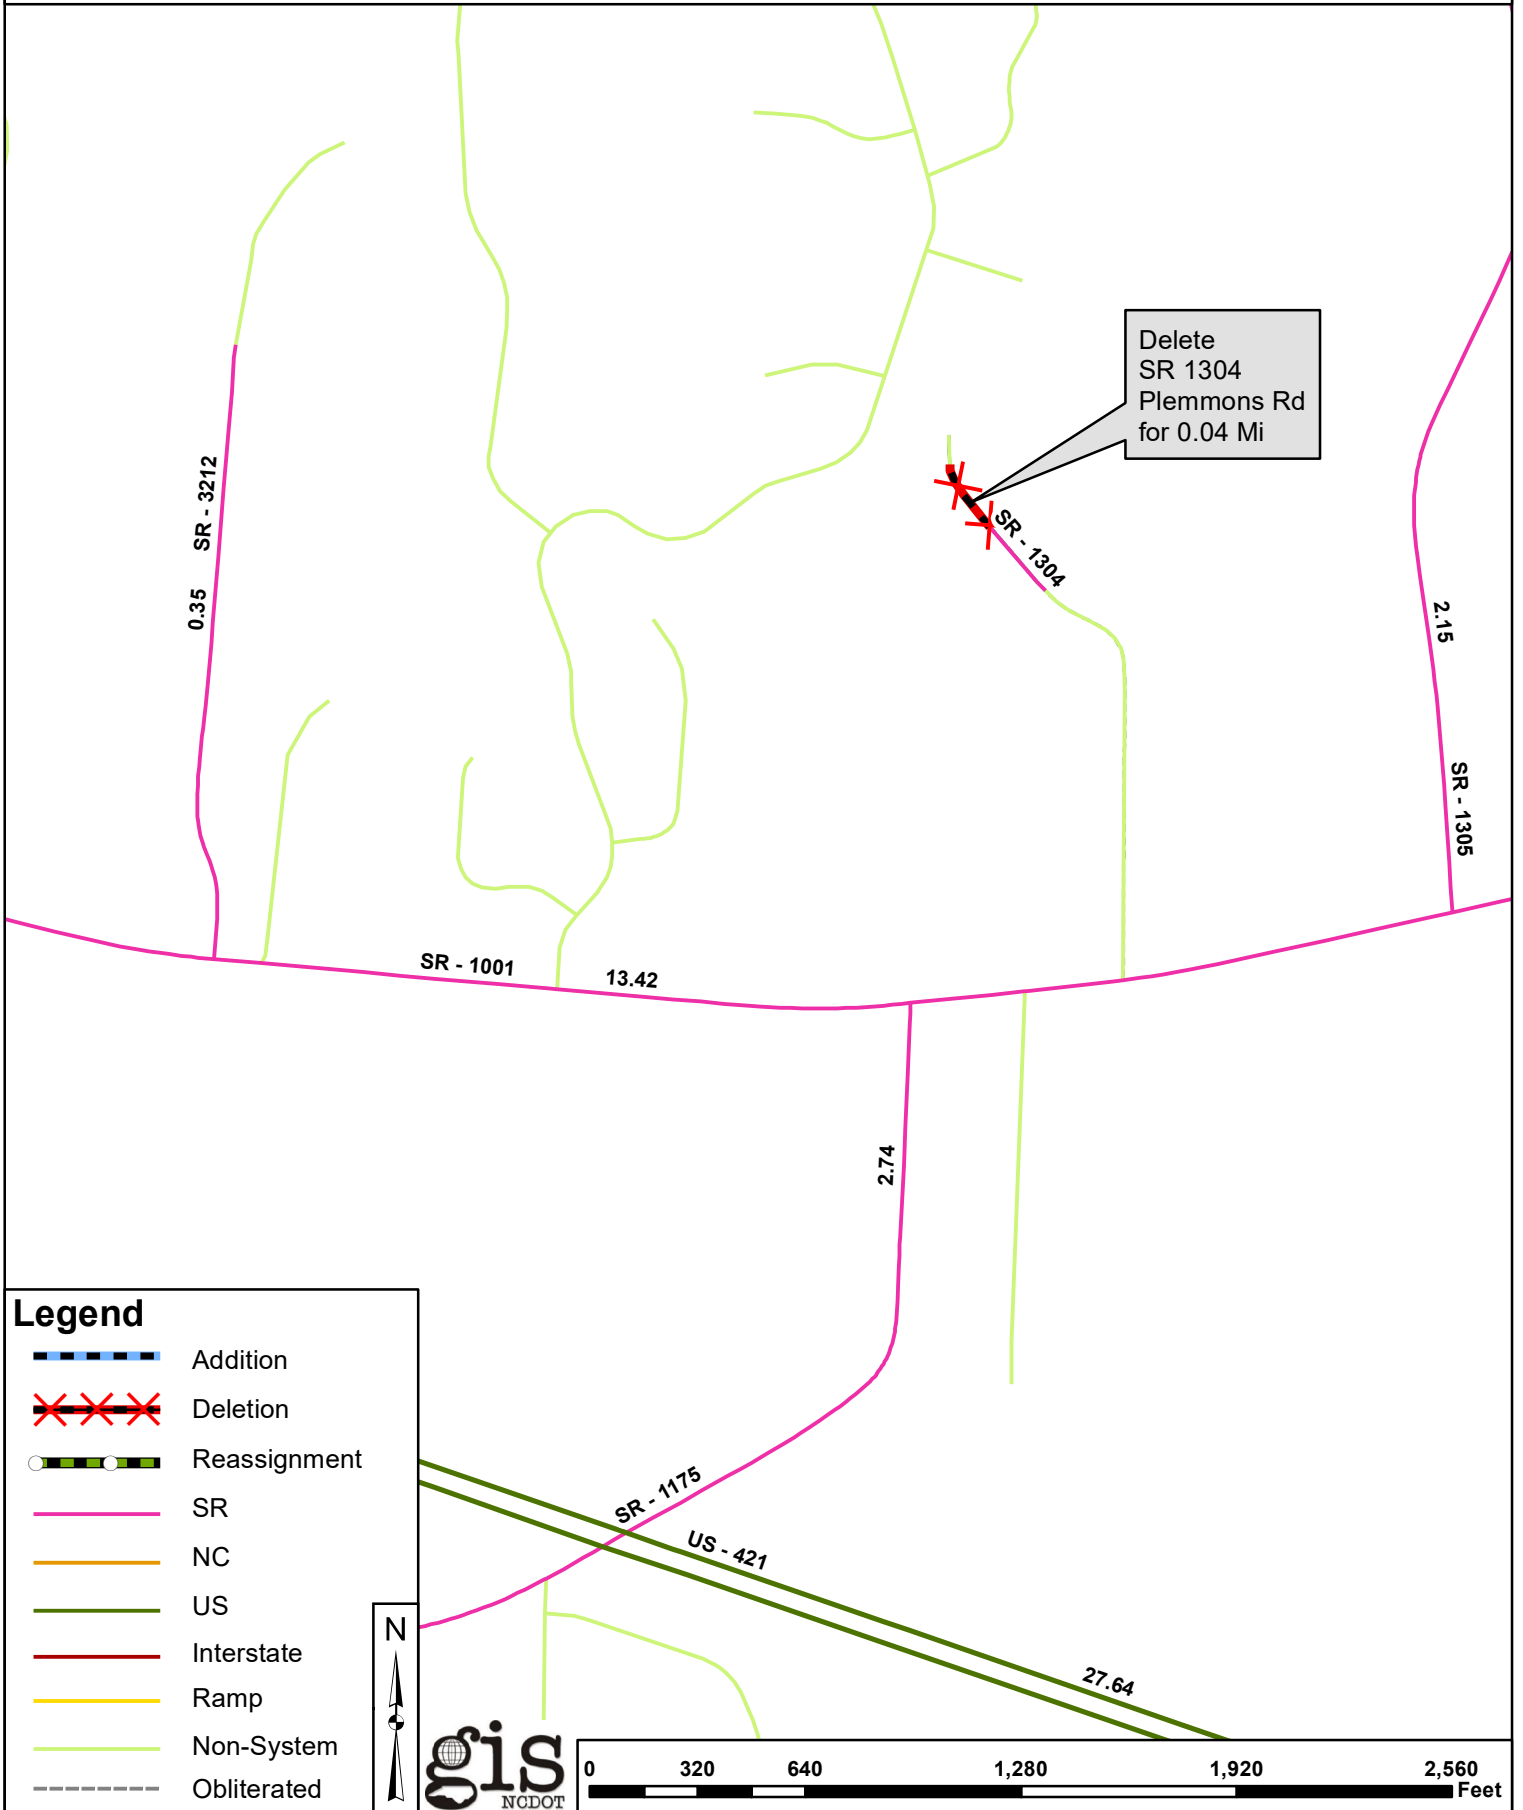 Delete
SR 1304
Plemmons Rd
for 0.04 Mi
SR - 3212
0.35
SR - 1304
2.15
SR - 1305
SR - 1001
13.42
2.74
SR - 1175
US - 421
27.64
Legend
Addition
Deletion
Reassignment
SR
NC
US
Interstate
Ramp
Non-System
Obliterated
N
gis
NCDOT
0 320 640 1,280 1,920 2,560
Feet